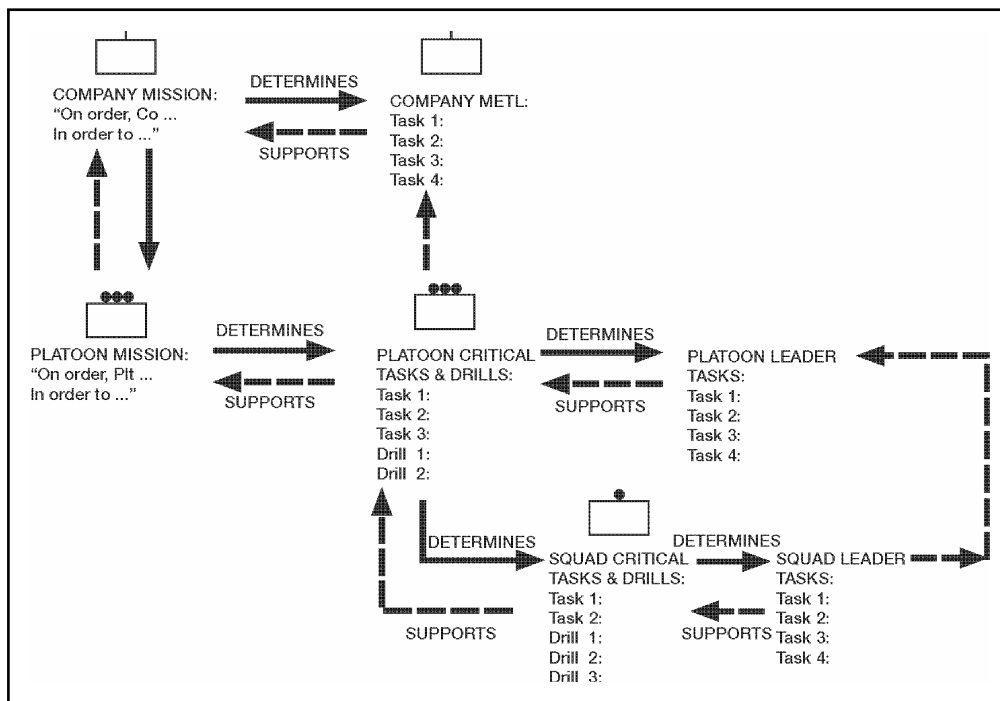 DETERMINES
COMPANY MISSION:
“On order, Co ...
In order to ...”
SUPPORTS
COMPANY METL:
Task 1:
Task 2:
Task 3:
Task 4:
DETERMINES
PLATOON MISSION:
“On order, Plt ...
In order to ...”
SUPPORTS
PLATOON CRITICAL
TASKS & DRILLS:
Task 1:
Task 2:
Task 3:
Drill 1:
Drill 2:
DETERMINES
SUPPORTS
PLATOON LEADER
TASKS:
Task 1:
Task 2:
Task 3:
Task 4:
DETERMINES
SUPPORTS
SQUAD CRITICAL
TASKS & DRILLS:
Task 1:
Task 2:
Drill 1:
Drill 2:
Drill 3:
DETERMINES
SUPPORTS
SQUAD LEADER
TASKS:
Task 1:
Task 2:
Task 3:
Task 4: